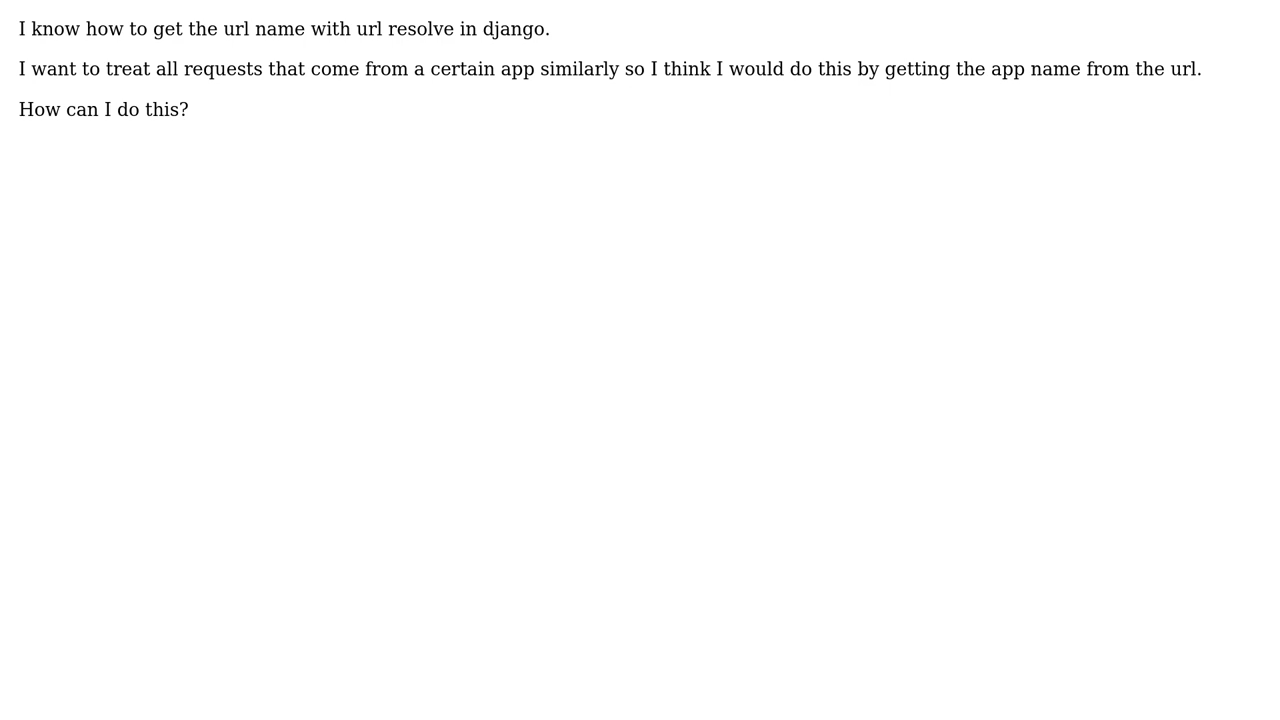 I know how to get the url name with url resolve in django.
I want to treat all requests that come from a certain app similarly so I think I would do this by getting the app name from the url.
How can I do this?